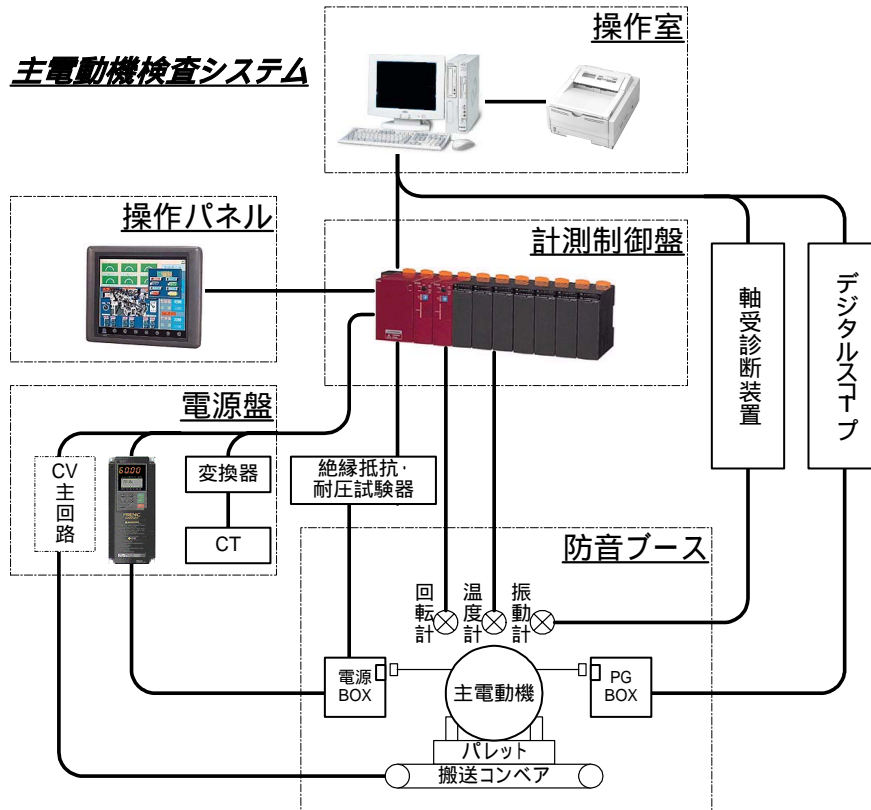 操作室
主電動機検査システム
操作パネル
計測制御盤
軸受診断装置
デジタルスコープ
電源盤
CV
主回路
60.00
変換器
CT
絶縁抵抗・
耐圧試験器
防音ブース
回転計
温度計
振動計
電源
BOX
主電動機
PG
BOX
パレット
搬送コンベア